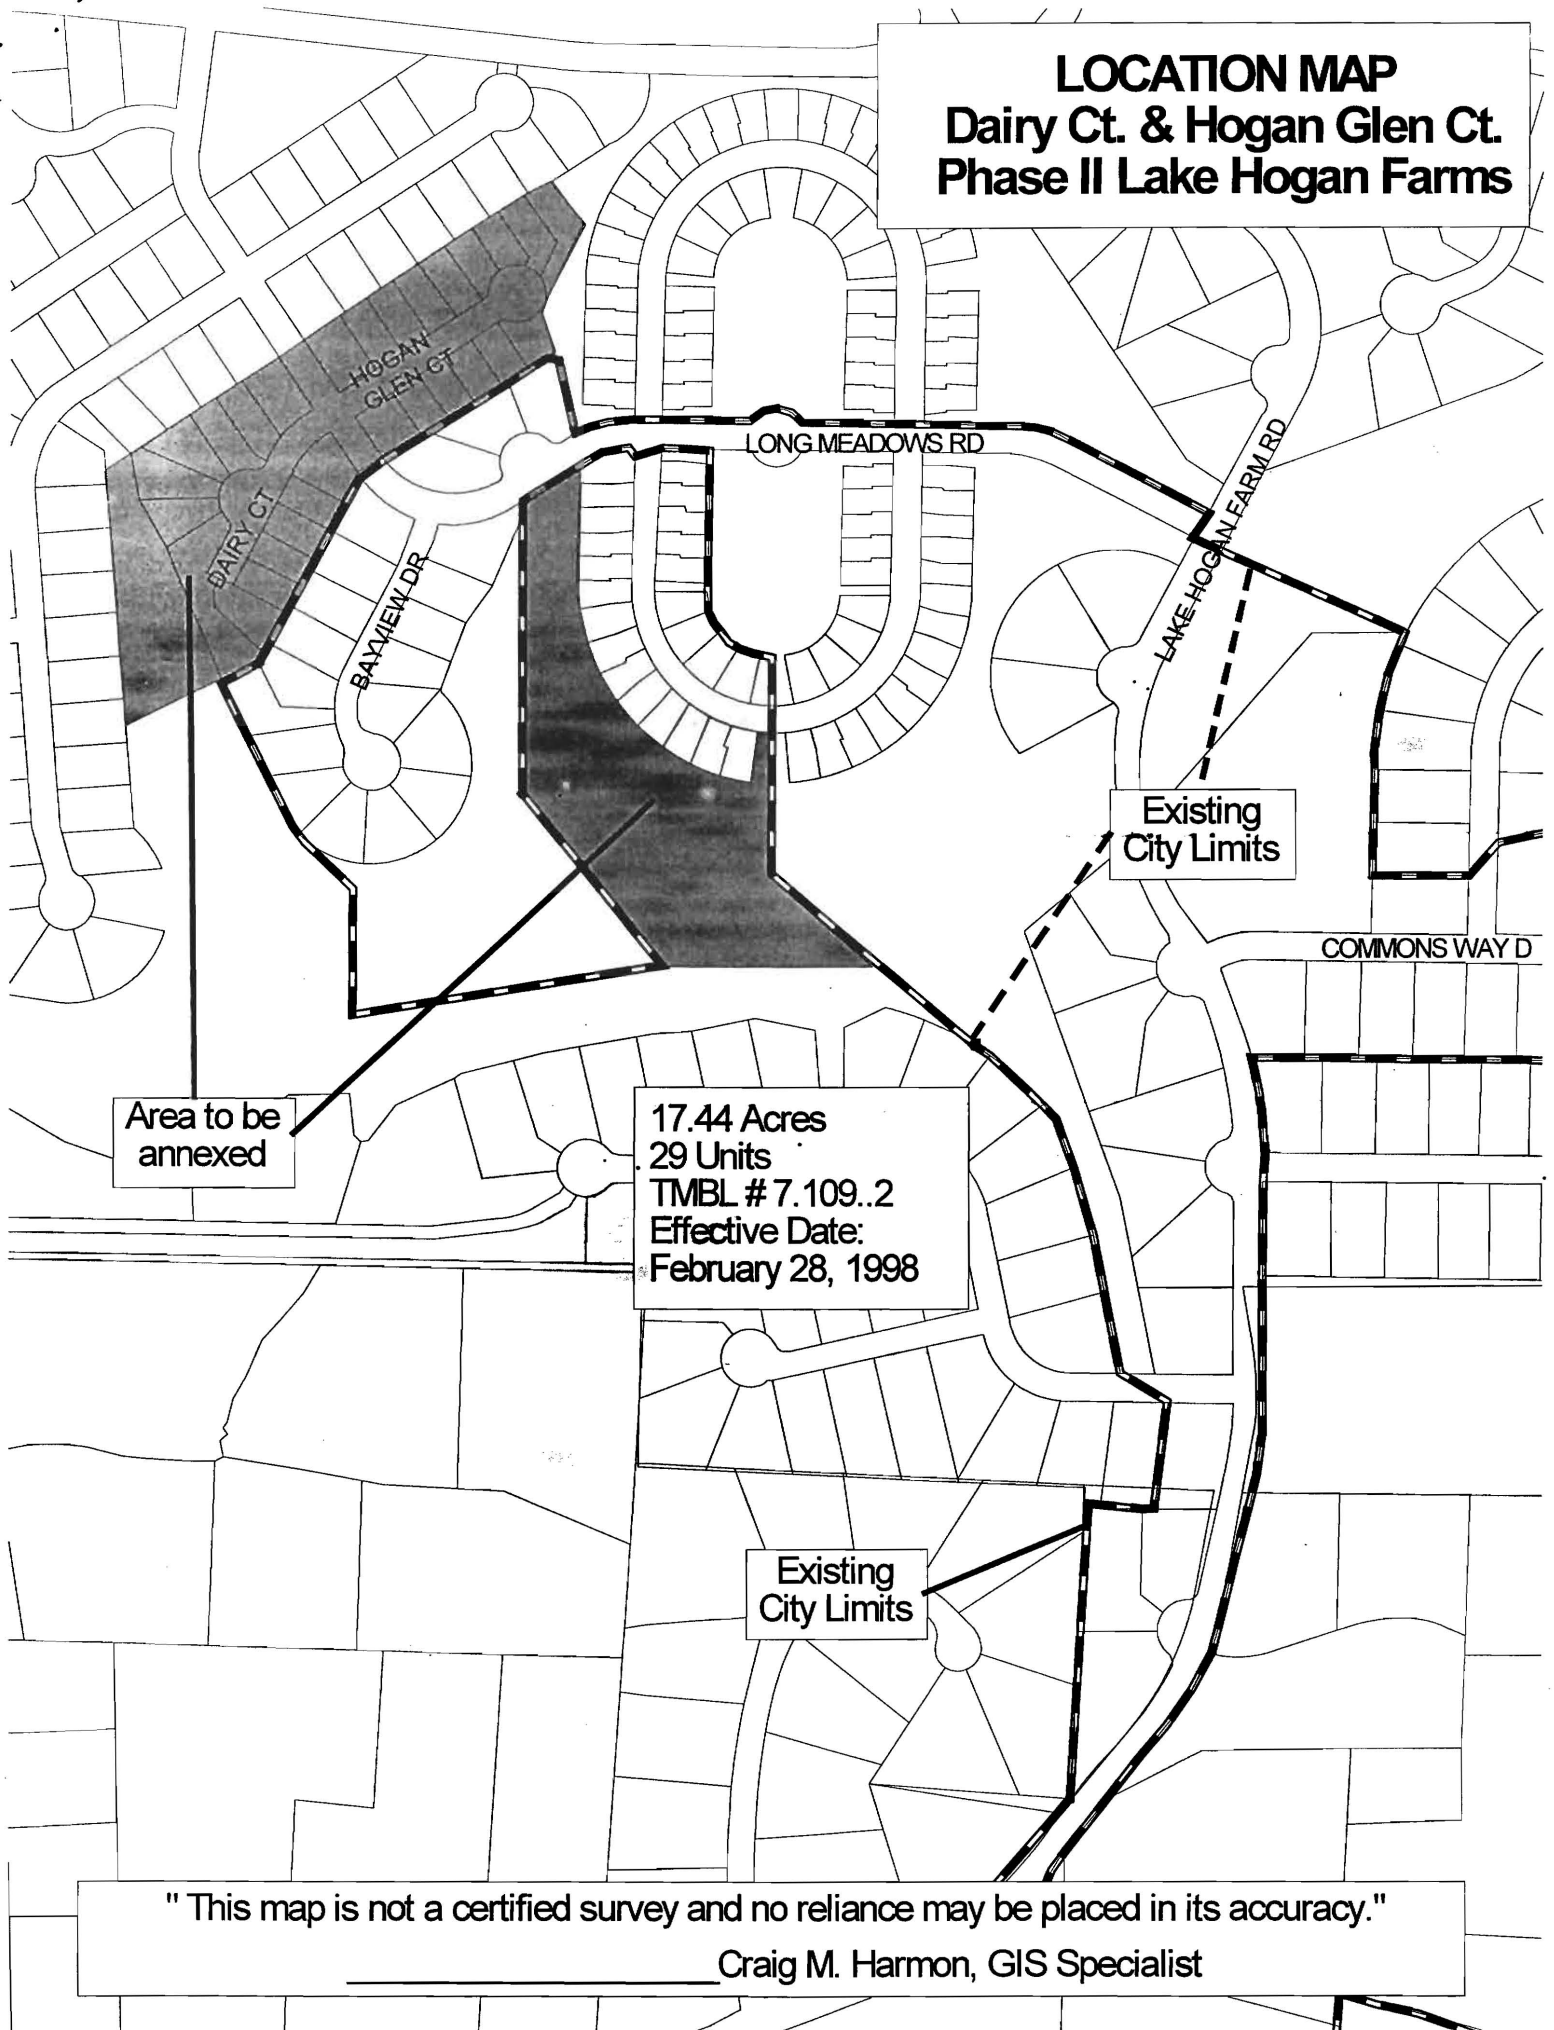 LOCATION MAP
Dairy Ct. & Hogan Glen Ct.
Phase II Lake Hogan Farms
HOGAN
GLEN CT
LONG MEADOWS RD
LAKE HOGAN FARM RD
DAIRY CT
BAYVIEW DR
Existing
City Limits
COMMONS WAY D
Area to be
annexed
17.44 Acres
29 Units
TMBL # 7.109..2
Effective Date:
February 28, 1998
Existing
City Limits
" This map is not a certified survey and no reliance may be placed in its accuracy."
Craig M. Harmon, GIS Specialist